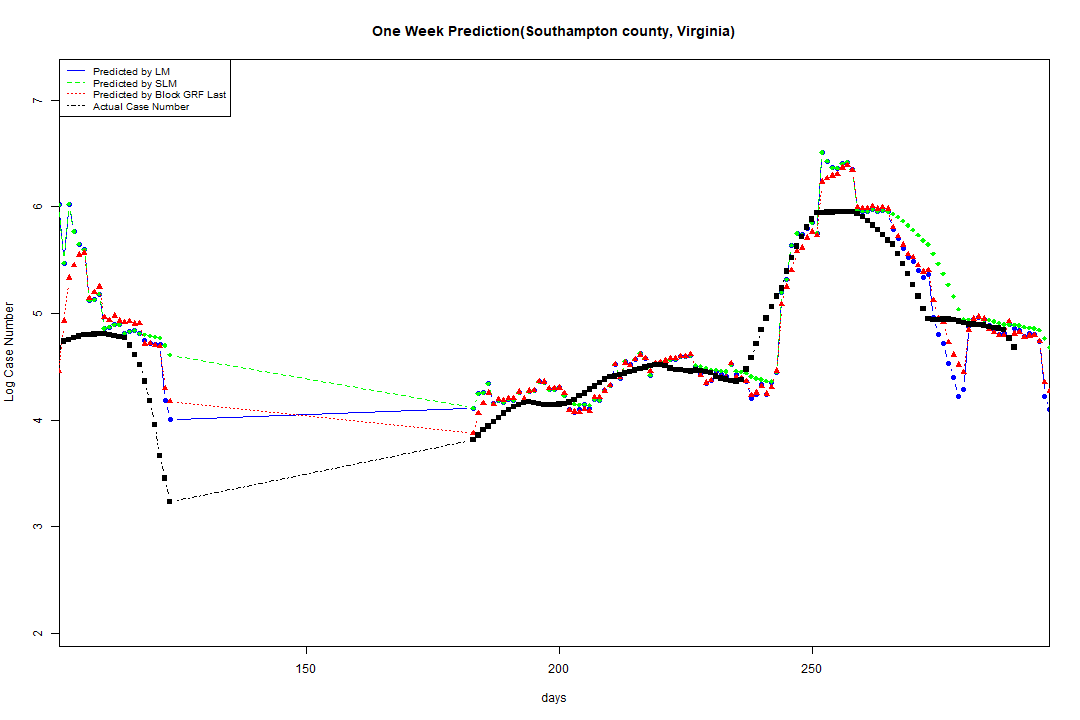 One Week Prediction(Southampton county, Virginia)
Predicted by LM
Predicted by SLM
Predicted by Block GRF Last
Actual Case Number
7
6
5
4
3
2
Log Case Number
150
200
250
days